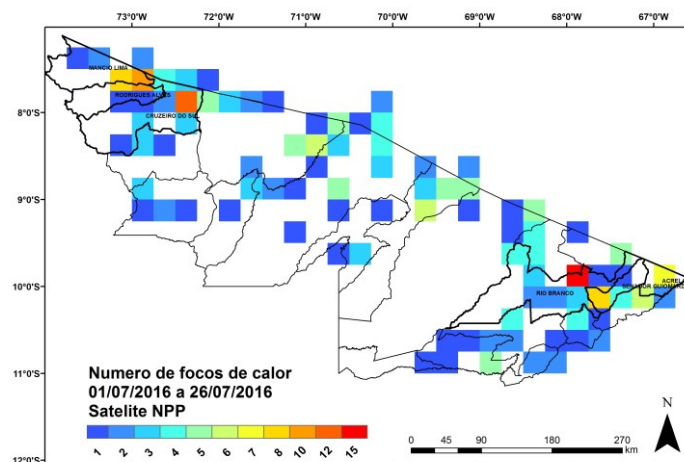 73°0'W 72°0'W 71°0'W 70°0'W 69°0'W 68°0'W 67°0'W
MANCIO LIMA
RODRIGUES ALVES
CRUZEIRO DO SUL
8°0'S
9°0'S
10°0'S
ACRELA
SENADOR GUIOMARD
RIO BRANCO
11°0'S
12°0'S
Numero de focos de calor
01/07/2016 a 26/07/2016
Satelite NPP
1 2 3 4 5 6 7 8 10 12 15
N
0 45 90 180 270
km